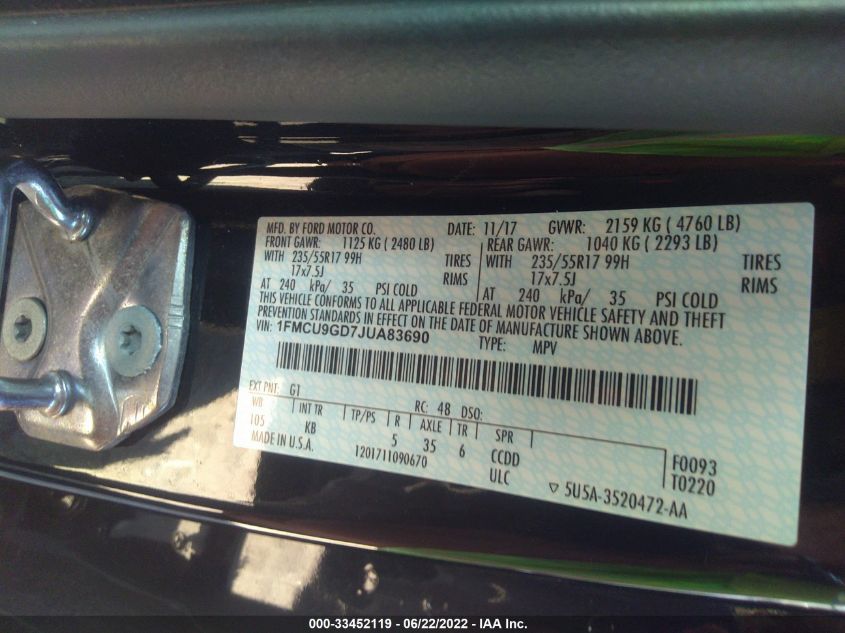 MFD. BY FORD MOTOR CO. DATE: 11/17 GVWR: 2159 KG ( 4760 LB)
FRONT GAWR: 1125 KG ( 2480 LB) REAR GAWR: 1040 KG ( 2293 LB)
WITH 235/55R17 99H TIRES WITH 235/55R17 99H TIRES
17x7.5J RIMS 17x7.5J RIMS
AT 240 kPa/ 35 PSI COLD AT 240 kPa/ 35 PSI COLD
THIS VEHICLE CONFORMS TO ALL APPLICABLE FEDERAL MOTOR VEHICLE SAFETY AND THEFT
PREVENTION STANDARDS IN EFFECT ON THE DATE OF MANUFACTURE SHOWN ABOVE.
VIN: 1FMCU9GD7JUA83690 TYPE: MPV
EXT PNT: G1 RC: 48 DSO:
WB INT TR TP/PS R AXLE TR SPR
105 KB 5 35 6 CCDD F0093
MADE IN U.S.A. 1201711090670 ULC T0220
▽ 5U5A-3520472-AA
000-33452119 - 06/22/2022 - IAA Inc.